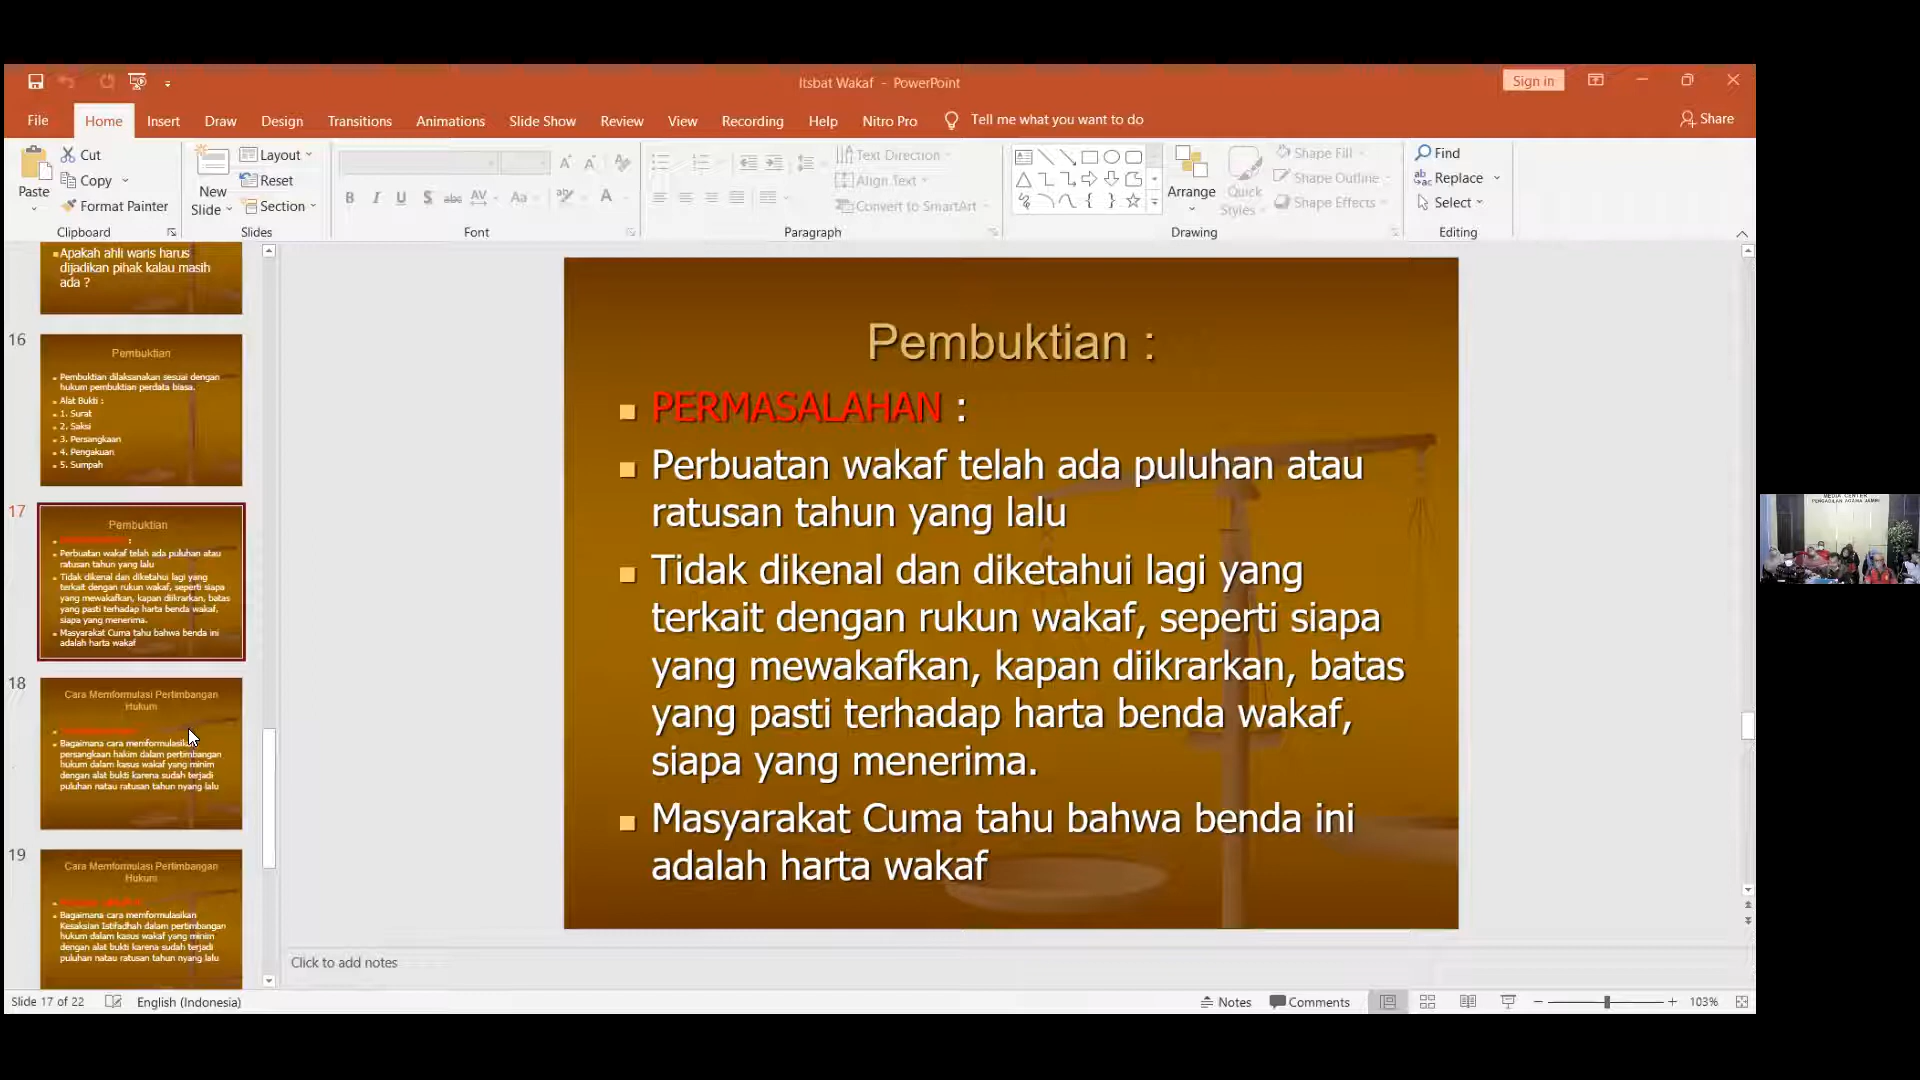 Itsbat Wakaf - PowerPoint
Sign in
File Home Insert Draw Design Transitions Animations Slide Show Review View Recording Help Nitro Pro Tell me what you want to do
Share
Cut
Copy
Format Painter
Paste
Clipboard
New
Slide
Layout
Reset
Section
Slides
B I U S abc AV Aa A
Font
Text Direction
Align Text
Convert to SmartArt
Paragraph
Arrange
Quick
Styles
Shape Fill
Shape Outline
Shape Effects
Drawing
Find
Replace
Select
Editing
Apakah ahli waris harus
dijadikan pihak kalau masih
ada ?
16
Pembuktian
Pembuktian dilaksanakan sesuai dengan
hukum pembuktian perdata biasa.
Alat Bukti :
1. Surat
2. Saksi
3. Persangkaan
4. Pengakuan
5. Sumpah
17
Pembuktian
:
Perbuatan wakaf telah ada puluhan atau
ratusan tahun yang lalu
Tidak dikenal dan diketahui lagi yang
terkait dengan rukun wakaf, seperti siapa
yang mewakafkan, kapan diikrarkan, batas
yang pasti terhadap harta benda wakaf,
siapa yang menerima.
Masyarakat Cuma tahu bahwa benda ini
adalah harta wakaf
18
Cara Memformulasi Pertimbangan
Hukum
Bagaimana cara memformulasikan
persangkaan hakim dalam pertimbangan
hukum dalam kasus wakaf yang minim
dengan alat bukti karena sudah terjadi
puluhan natau ratusan tahun nyang lalu
19
Cara Memformulasi Pertimbangan
Hukum
Bagaimana cara memformulasikan
Kesaksian Istifadhah dalam pertimbangan
hukum dalam kasus wakaf yang minim
dengan alat bukti karena sudah terjadi
puluhan natau ratusan tahun nyang lalu
Pembuktian :
PERMASALAHAN :
Perbuatan wakaf telah ada puluhan atau
ratusan tahun yang lalu
Tidak dikenal dan diketahui lagi yang
terkait dengan rukun wakaf, seperti siapa
yang mewakafkan, kapan diikrarkan, batas
yang pasti terhadap harta benda wakaf,
siapa yang menerima.
Masyarakat Cuma tahu bahwa benda ini
adalah harta wakaf
MEDIA CENTER
PENGADILAN AGAMA JAMBI
Click to add notes
Slide 17 of 22 English (Indonesia)
Notes Comments 103%